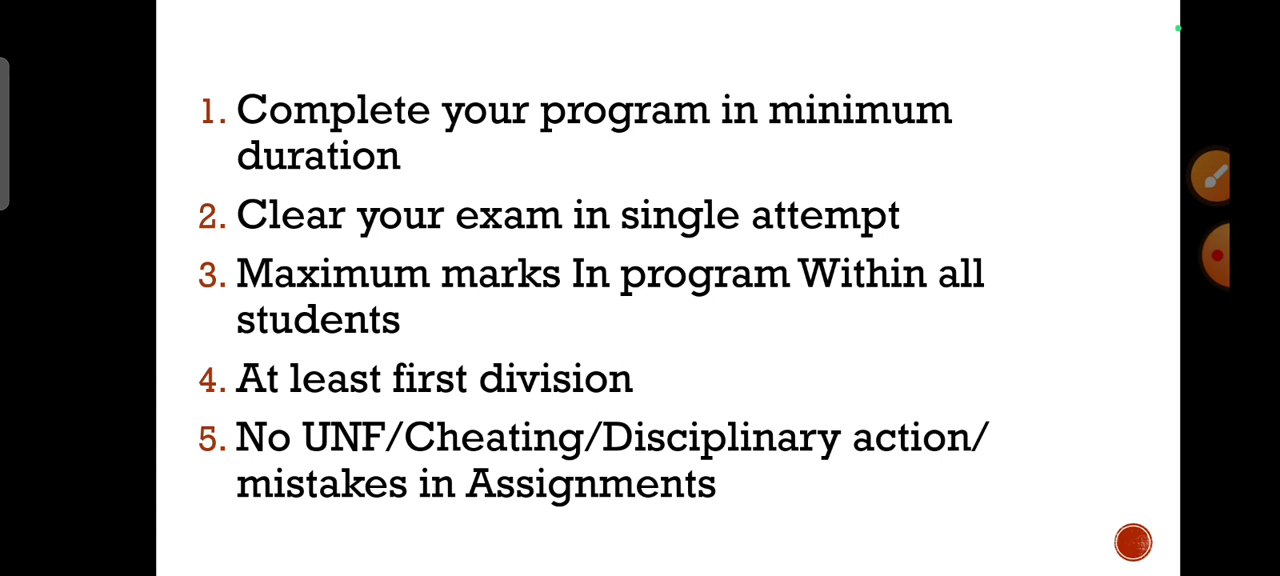 1. Complete your program in minimum
duration
2. Clear your exam in single attempt
3. Maximum marks In program Within all
students
4. At least first division
5. No UNF/Cheating/Disciplinary action/
mistakes in Assignments